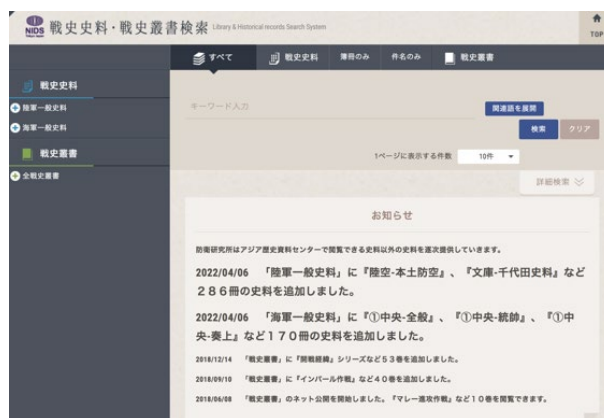 NIDS 戦史史料・戦史叢書検索 Library & Historical records Search System
TOP
すべて 戦史史料 簿冊のみ 件名のみ 戦史叢書
戦史史料
陸軍一般史料
海軍一般史料
戦史叢書
全戦史叢書
キーワード入力
関連語を展開
検索 クリア
1ページに表示する件数 10件
詳細検索
お知らせ
防衛研究所はアジア歴史資料センターで閲覧できる史料以外の史料を逐次提供していきます。
2022/04/06 「陸軍一般史料」に『陸空-本土防空』、『文庫-千代田史料』など
286冊の史料を追加しました。
2022/04/06 「海軍一般史料」に『①中央-全般』、『①中央-統帥』、『①中
央-奏上』など170冊の史料を追加しました。
2018/12/14 「戦史叢書」に『開戦経緯』シリーズなど53巻を追加しました。
2018/09/10 「戦史叢書」に『インパール作戦』など40巻を追加しました。
2018/06/08 「戦史叢書」のネット公開を開始しました。『マレー進攻作戦』など10巻を閲覧できます。